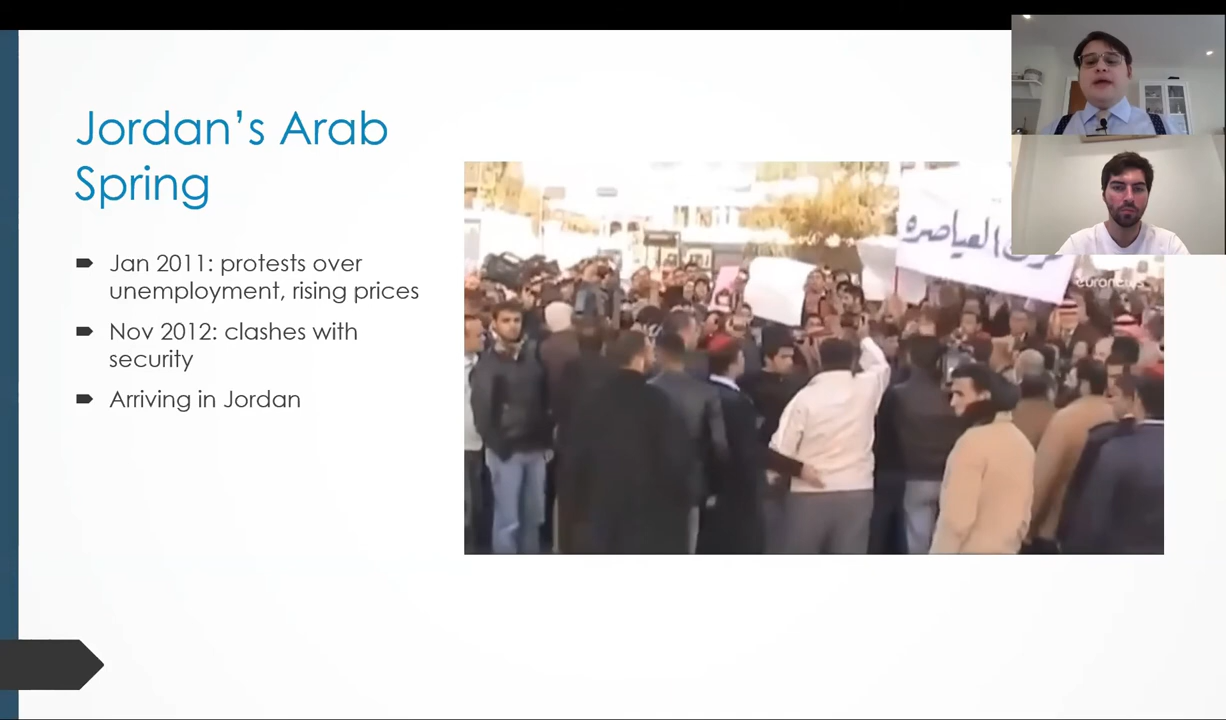 Jordan's Arab
Spring
Jan 2011: protests over
unemployment, rising prices
Nov 2012: clashes with
security
Arriving in Jordan
euronews